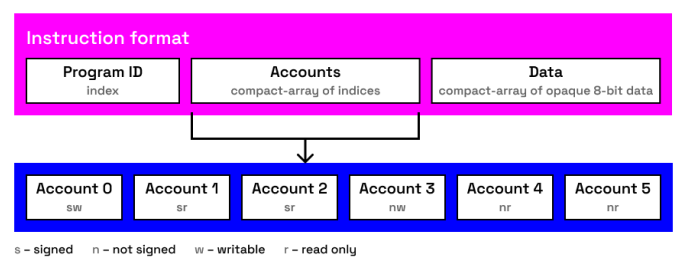 Instruction format
Program ID
index
Accounts
compact-array of indices
Data
compact-array of opaque 8-bit data
Account 0
sw
Account 1
sr
Account 2
sr
Account 3
nw
Account 4
nr
Account 5
nr
s – signed n – not signed w – writable r – read only